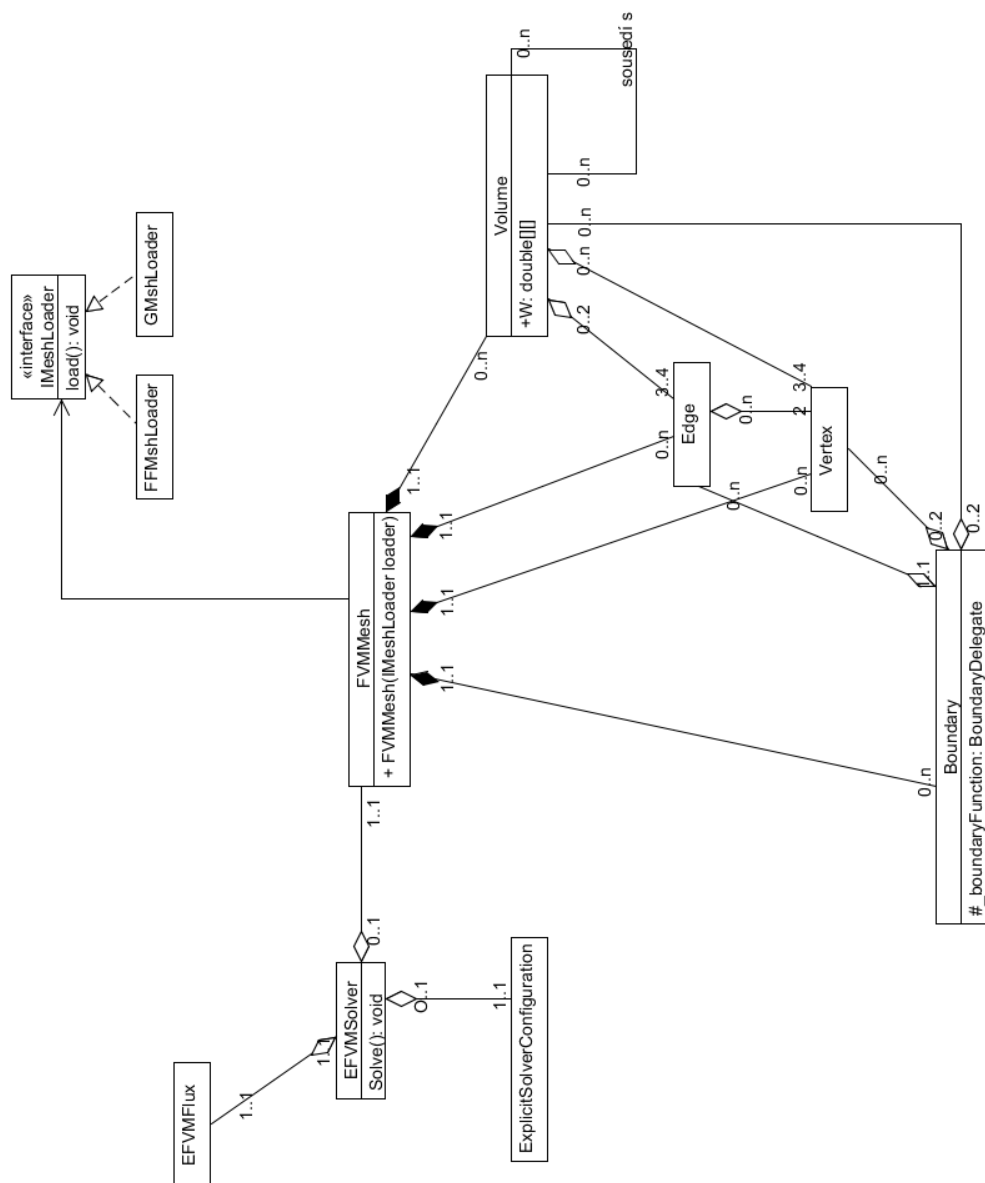 «interface»
IMeshLoader
load(): void
FFMshLoader
GMshLoader
EFVMFlux
1..1
1..1
EFVMSolver
Solve(): void
0..1
1..1
O..1
1..1
ExplicitSolverConfiguration
FVMMesh
+ FVMMesh(IMeshLoader loader)
1..1
1..1
1..1
1..1
0..n
Volume
+W: double[][]
0..n
0..n
sousedí s
0..2
0..n
0..n
3..4
0..n
Edge
0..n
0..n
2
3..4
0..n
Vertex
0..n
0..n
1..1
0..2
0..2
Boundary
#_boundaryFunction: BoundaryDelegate